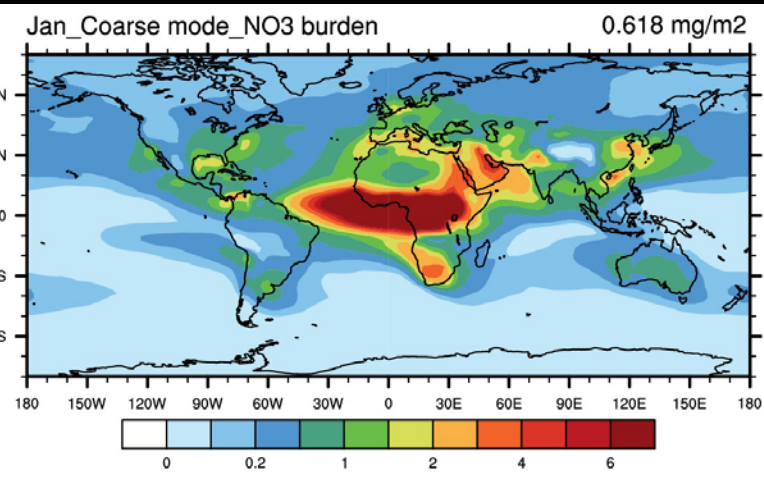 Jan_Coarse mode_NO3 burden 0.618 mg/m2
N
N
0
S
S
180 150W 120W 90W 60W 30W 0 30E 60E 90E 120E 150E 180
0 0.2 1 2 4 6